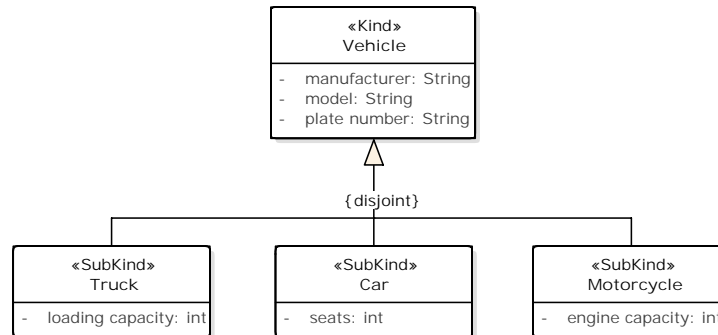 «Kind»
Vehicle
- manufacturer: String
- model: String
- plate number: String
{disjoint}
«SubKind»
Truck
- loading capacity: int
«SubKind»
Car
- seats: int
«SubKind»
Motorcycle
- engine capacity: int